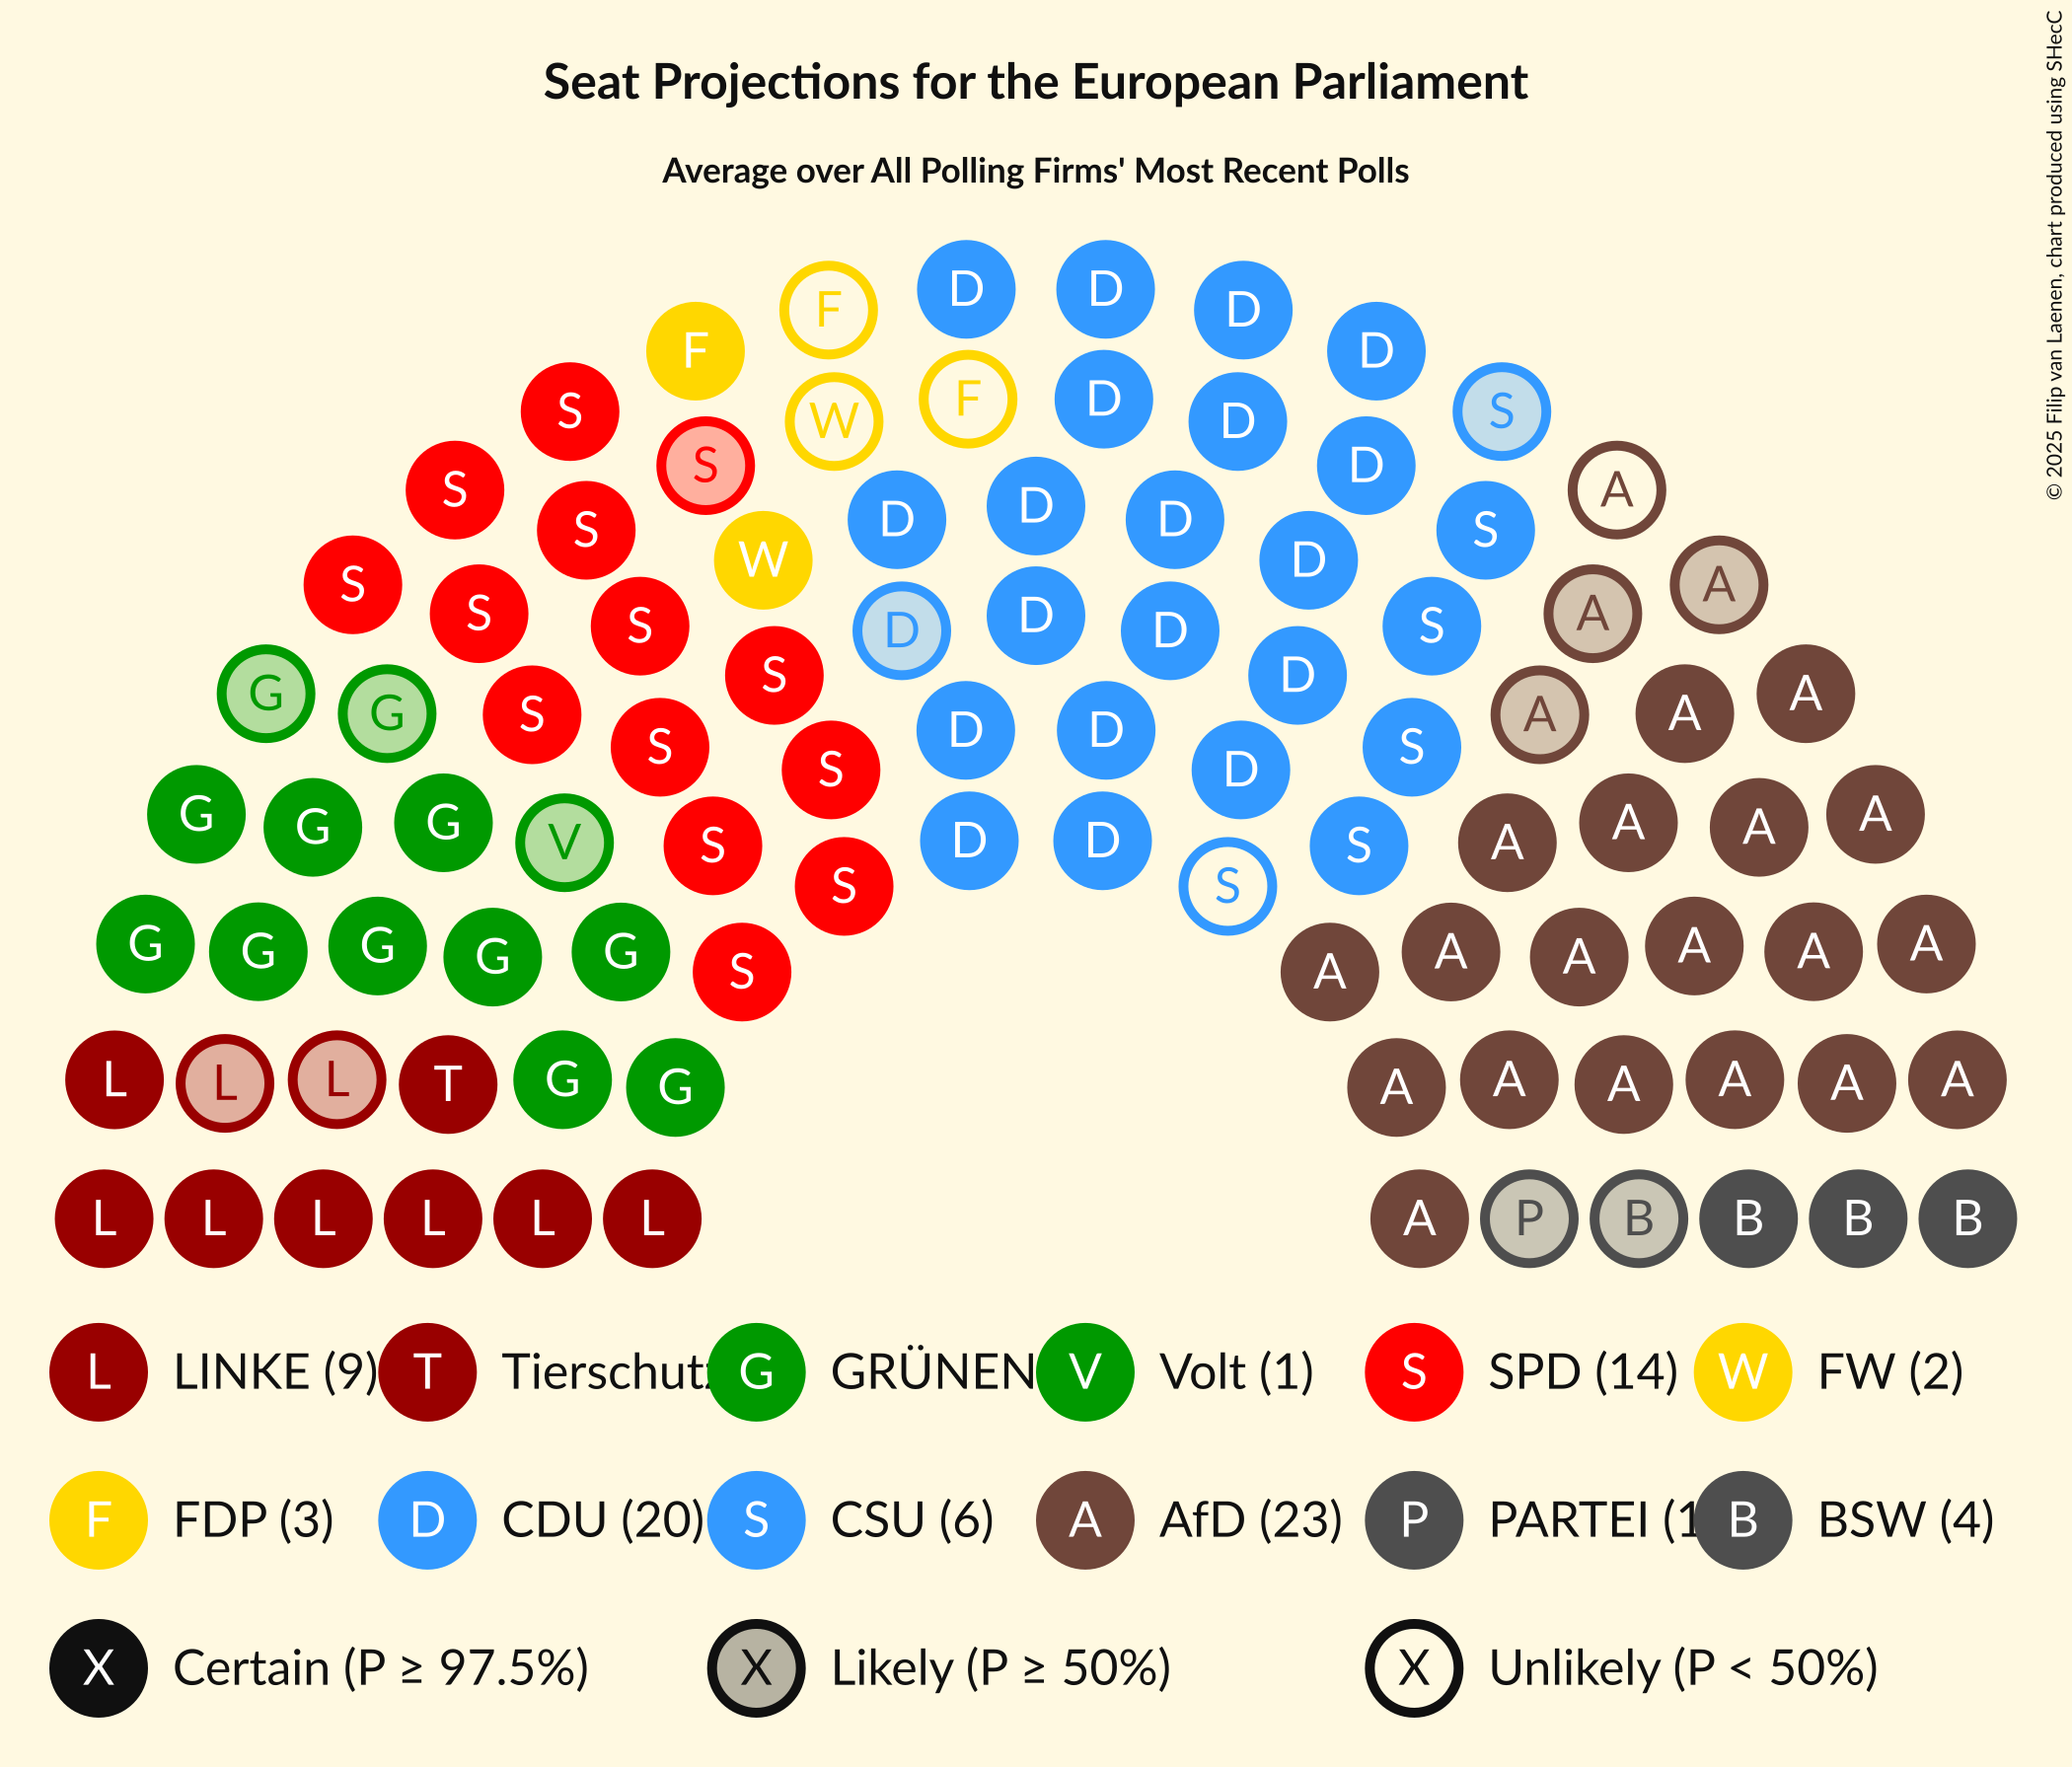 Seat Projections for the European Parliament
Average over All Polling Firms' Most Recent Polls
© 2025 Filip van Laenen, chart produced using SHecC
F D D D
F D D
S W F D D S
S S D D A
S D D D S
S S W D S A A
S S D D D D S A
G G S S D A A A
S D D D S
G G G V S S D A A A A
S D D S S
G G G G G S S A A A A A A
L L L T G G A A A A A A
L L L L L L A P B B B B
L LINKE (9) T Tierschutz G GRÜNEN V Volt (1) S SPD (14) W FW (2)
F FDP (3) D CDU (20) S CSU (6) A AfD (23) P PARTEI (1 B BSW (4)
X Certain (P ≥ 97.5%) X Likely (P ≥ 50%) X Unlikely (P < 50%)